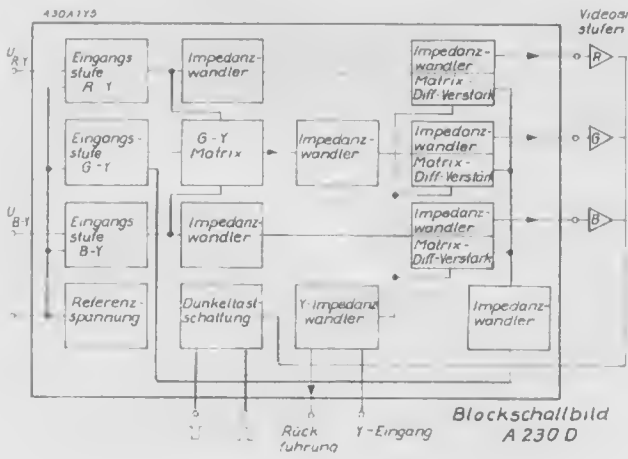 430A1Y5
Videoa
stufen
U R-Y
Eingangs
stufe
R Y
Impedanz-
wandler
Impedanz-
wandler
Matrix-
Diff-Verstärk
R
Eingangs-
stufe
G-Y
G-Y
Matrix
Impedanz-
wandler
Impedanz-
wandler
Matrix-
Diff-Verstärk
G
U B-Y
Eingangs
stufe
B-Y
Impedanz-
wandler
Impedanz-
wandler
Matrix-
Diff-Verstark
B
Referenz-
spannung
Dunkeltast
schaltung
Y-Impedanz
wandler
Impedanz-
wandler
Rück
führung
Y-Eingang
Blockschaltbild
A 230 D